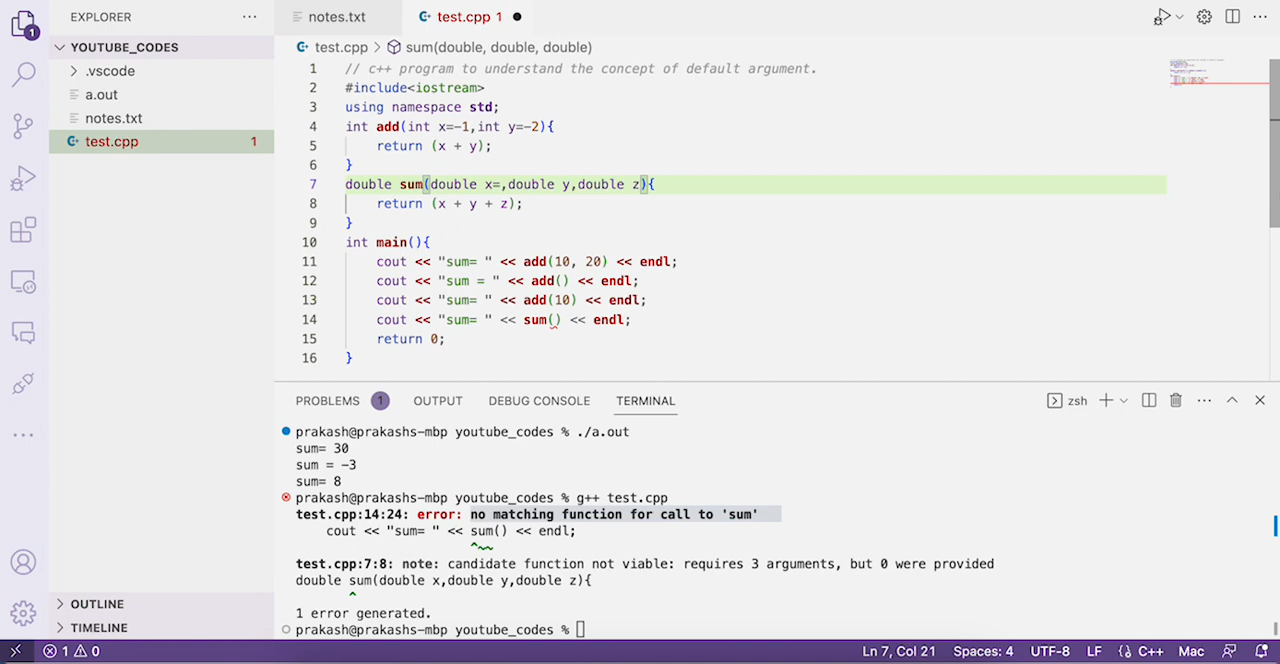 1
EXPLORER
YOUTUBE_CODES
.vscode
a.out
notes.txt
test.cpp 1
notes.txt
test.cpp 1
test.cpp > sum(double, double, double)
1 // c++ program to understand the concept of default argument.
2 #include<iostream>
3 using namespace std;
4 int add(int x=-1,int y=-2){
5 return (x + y);
6 }
7 double sum(double x=,double y,double z){
8 return (x + y + z);
9 }
10 int main(){
11 cout << "sum= " << add(10, 20) << endl;
12 cout << "sum = " << add() << endl;
13 cout << "sum= " << add(10) << endl;
14 cout << "sum= " << sum() << endl;
15 return 0;
16 }
PROBLEMS 1 OUTPUT DEBUG CONSOLE TERMINAL zsh
prakash@prakashs-mbp youtube_codes % ./a.out
sum= 30
sum = -3
sum= 8
prakash@prakashs-mbp youtube_codes % g++ test.cpp
test.cpp:14:24: error: no matching function for call to 'sum'
cout << "sum= " << sum() << endl;
^~~
test.cpp:7:8: note: candidate function not viable: requires 3 arguments, but 0 were provided
double sum(double x,double y,double z){
^
1 error generated.
prakash@prakashs-mbp youtube_codes %
OUTLINE
TIMELINE
1 0 Ln 7, Col 21 Spaces: 4 UTF-8 LF C++ Mac